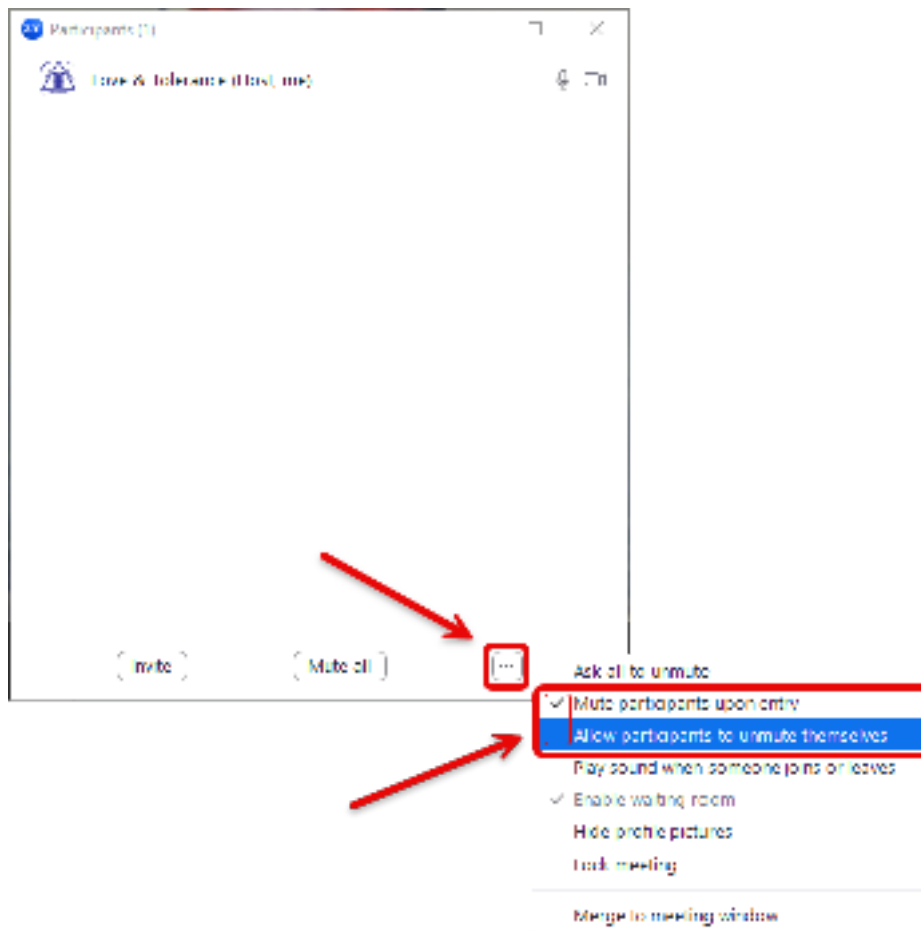 Participants (1)
Love & Tolerance (Host, me)
Invite
Mute all
...
Ask all to unmute
Mute participants upon entry
Allow participants to unmute themselves
Play sound when someone joins or leaves
Enable waiting room
Hide profile pictures
Lock meeting
Merge to meeting window